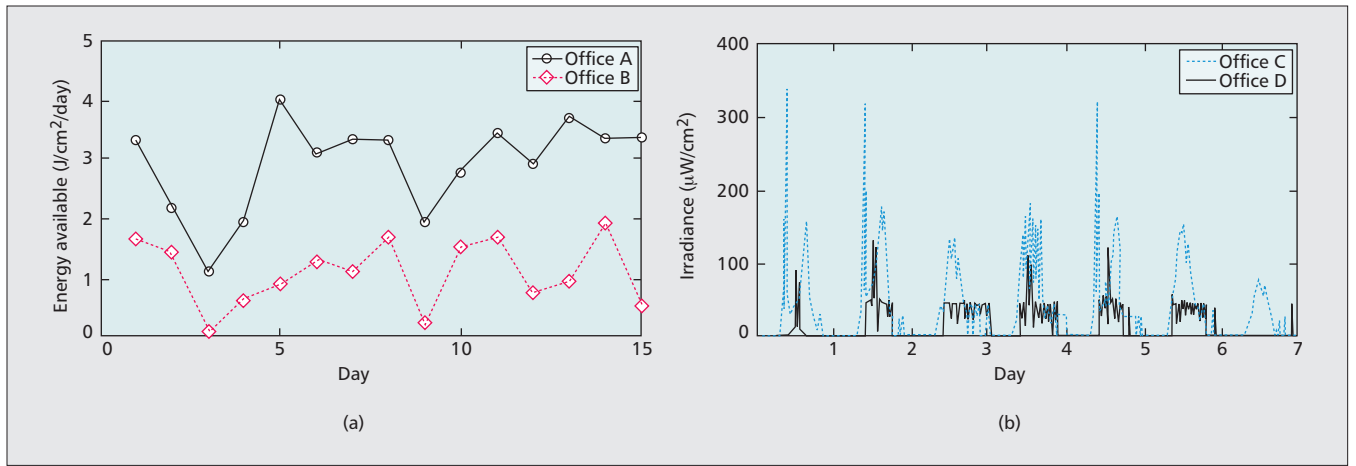 5
4
3
2
1
0
Energy available (J/cm²/day)
Office A
Office B
0
5
10
15
Day
(a)
400
300
200
100
50
0
Irradiance (μW/cm²)
Office C
Office D
1
2
3
4
5
6
7
Day
(b)